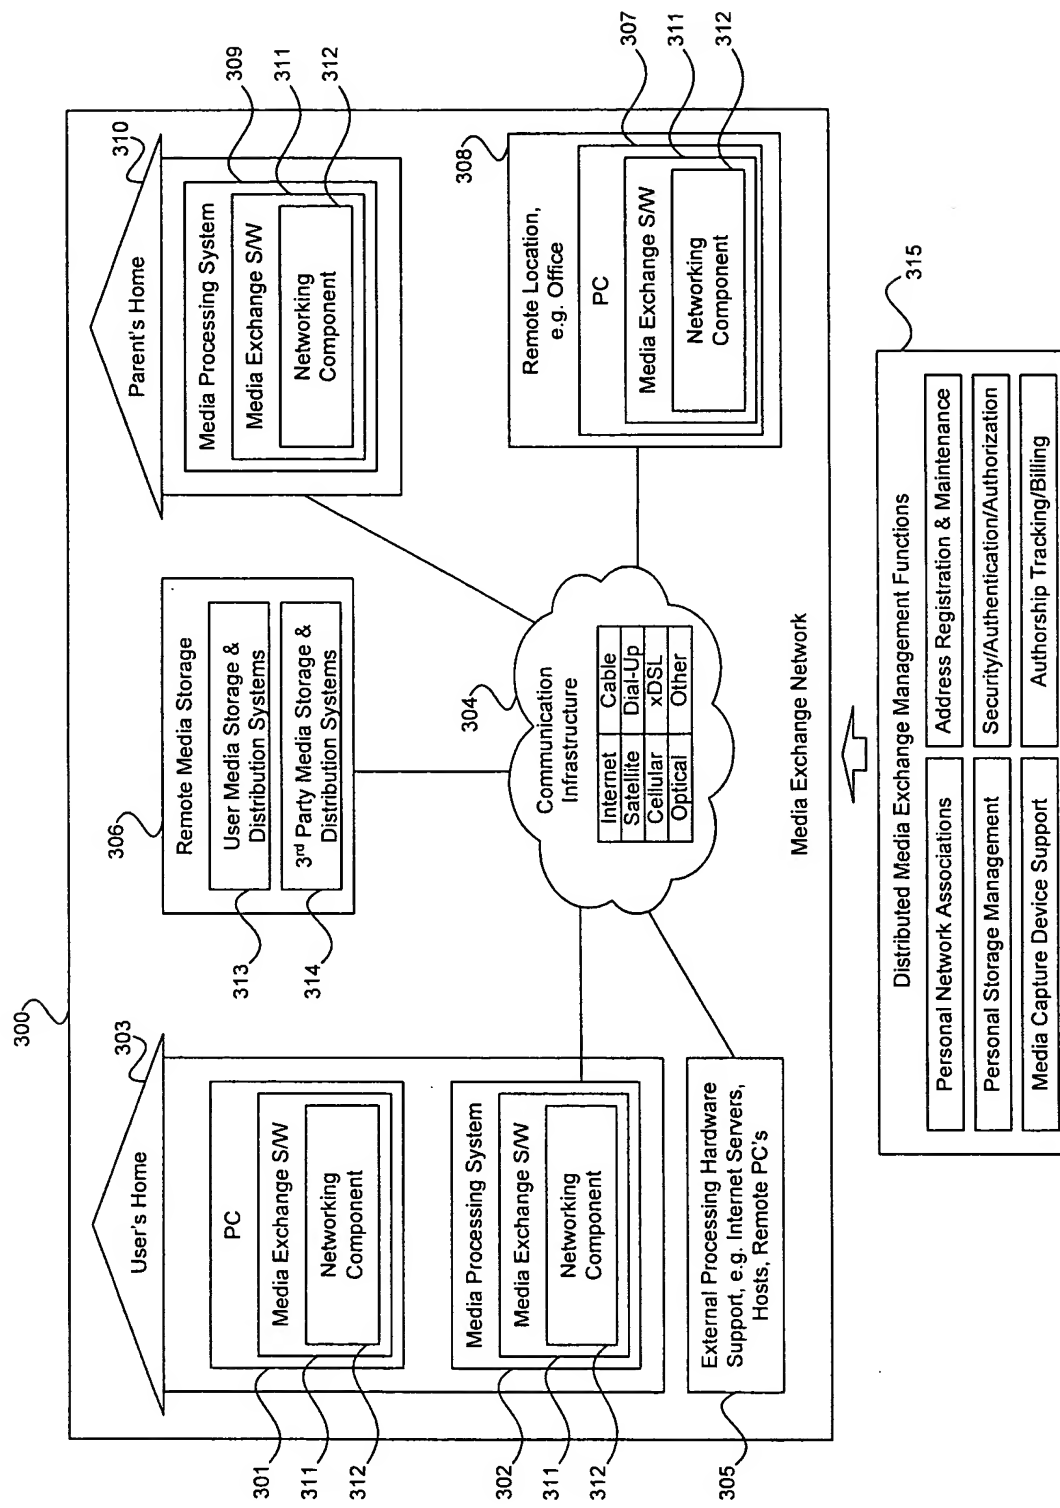 300
303
User's Home
PC
Media Exchange S/W
Networking
Component
301
311
312
Media Processing System
Media Exchange S/W
Networking
Component
302
311
312
External Processing Hardware
Support, e.g. Internet Servers,
Hosts, Remote PC's
305
306
Remote Media Storage
User Media Storage &
Distribution Systems
3rd Party Media Storage &
Distribution Systems
313
314
304
Communication
Infrastructure
Internet Cable
Satellite Dial-Up
Cellular xDSL
Optical Other
310
Parent's Home
309
311
312
Media Processing System
Media Exchange S/W
Networking
Component
308
Remote Location,
e.g. Office
307
311
312
PC
Media Exchange S/W
Networking
Component
Media Exchange Network
315
Distributed Media Exchange Management Functions
Personal Network Associations
Address Registration & Maintenance
Personal Storage Management
Security/Authentication/Authorization
Media Capture Device Support
Authorship Tracking/Billing